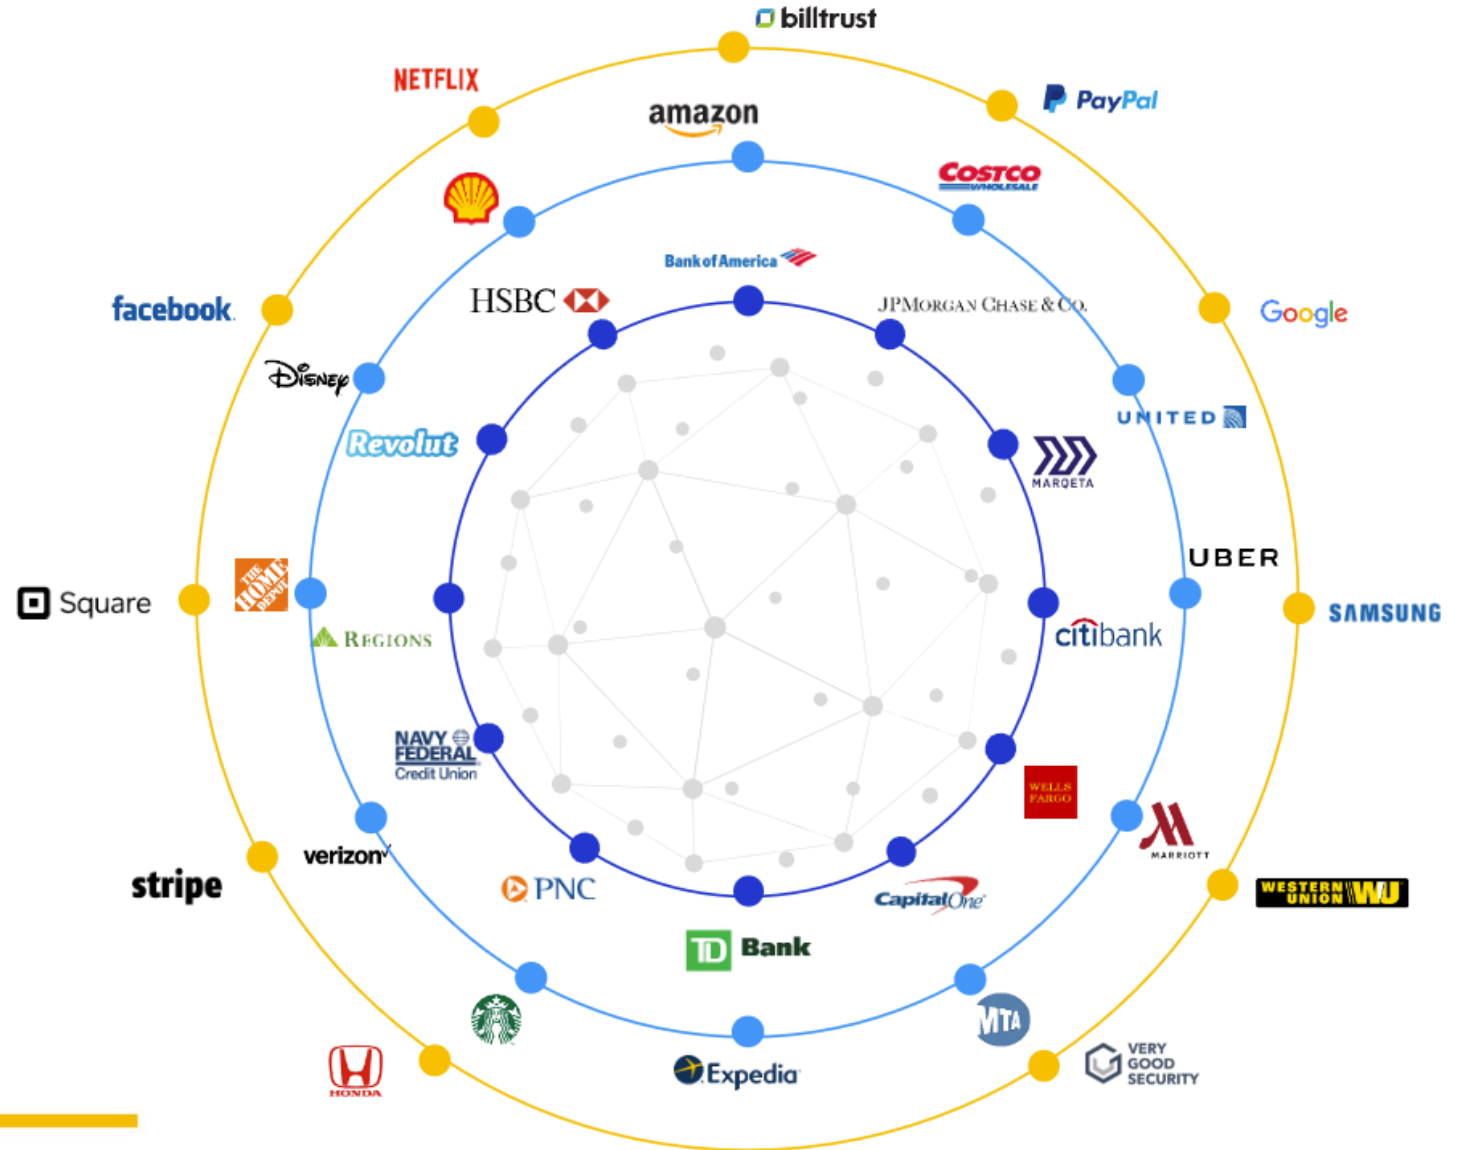 billtrust
NETFLIX
PayPal
amazon
COSTCO
WHOLESALE
Bank of America
HSBC
JPMORGAN CHASE & CO.
facebook
Google
DISNEY
UNITED
Revolut
MARQETA
UBER
THE
HOME
DEPOT
Square
SAMSUNG
REGIONS
citibank
NAVY
FEDERAL
Credit Union
WELLS
FARGO
MARRIOTT
verizon
stripe
PNC
Capital One
WESTERN
UNION WU
TD Bank
MTA
VERY
GOOD
SECURITY
HONDA
Expedia